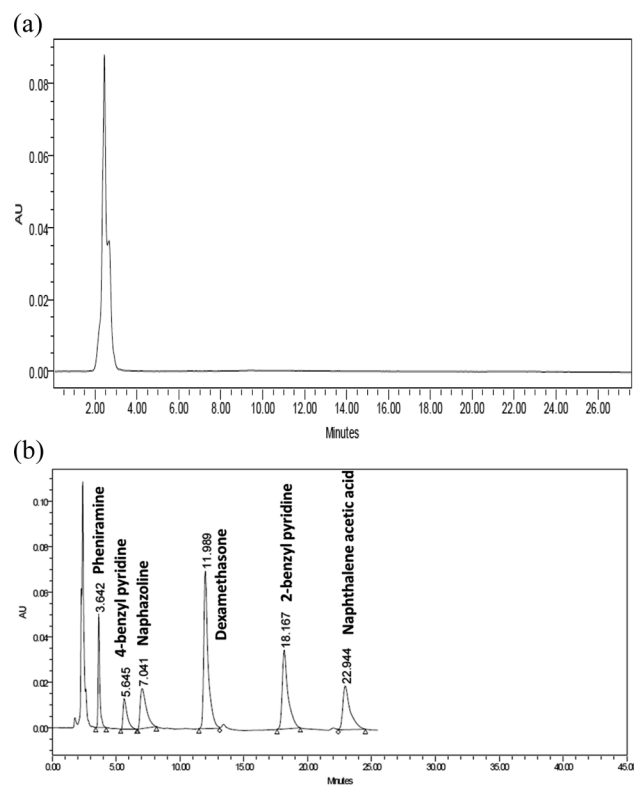 (a)
0.08
0.06
AU
0.04
0.02
0.00
2.00 4.00 6.00 8.00 10.00 12.00 14.00 16.00 18.00 20.00 22.00 24.00 26.00
Minutes
(b)
0.10
0.08
AU
0.06
0.04
0.02
0.00
3.642 Pheniramine
5.645 4-benzyl pyridine
7.041 Naphazoline
11.989
Dexamethasone
18.167 2-benzyl pyridine
22.944 Naphthalene acetic acid
0.00 5.00 10.00 15.00 20.00 25.00 30.00 35.00 40.00 45.00
Minutes